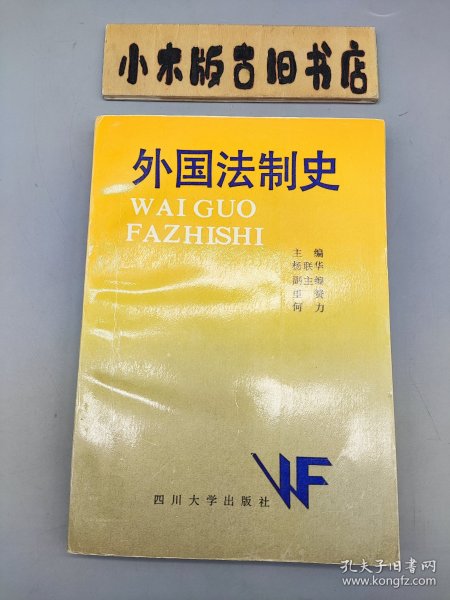 小木版古旧书店
外国法制史
WAI GUO
FAZHISHI
主编
杨联华
副主编
何力
四川大学出版社
WF
孔夫子旧书网
www.kongfz.com